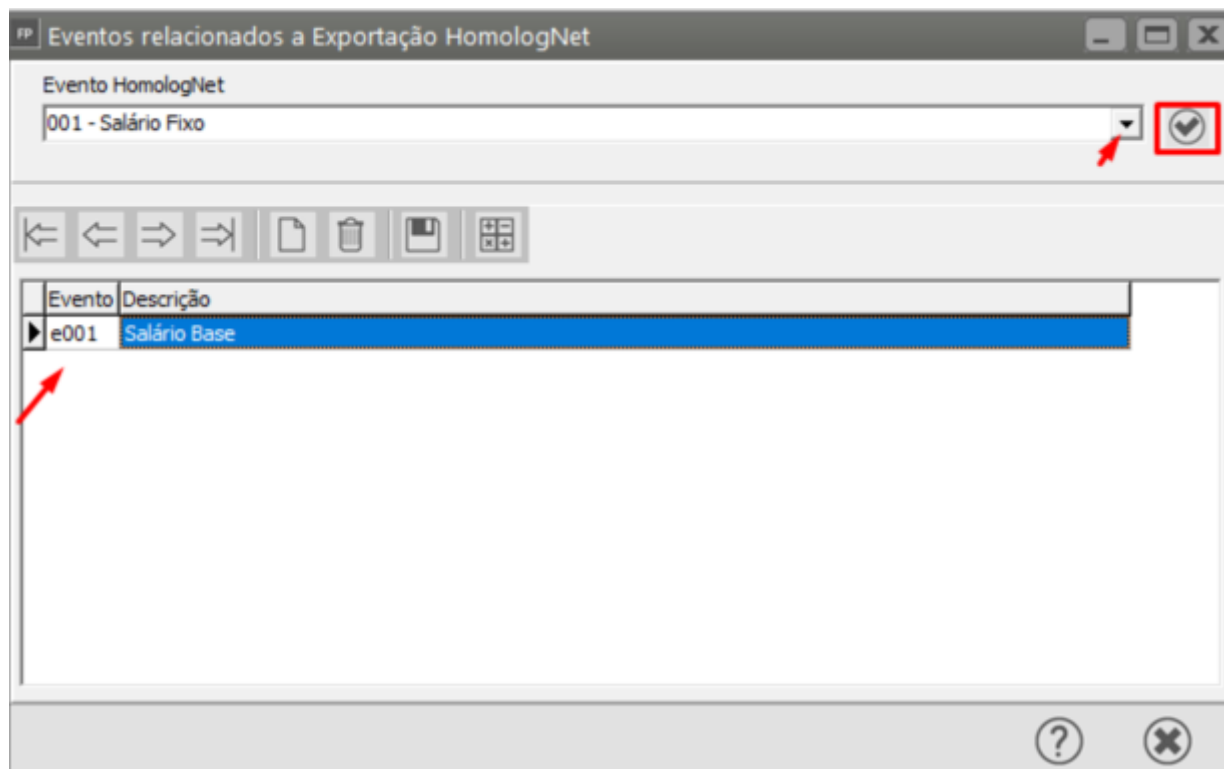 FP Eventos relacionados a Exportação HomologNet
Evento HomologNet
001 - Salário Fixo
Evento Descrição
e001 Salário Base